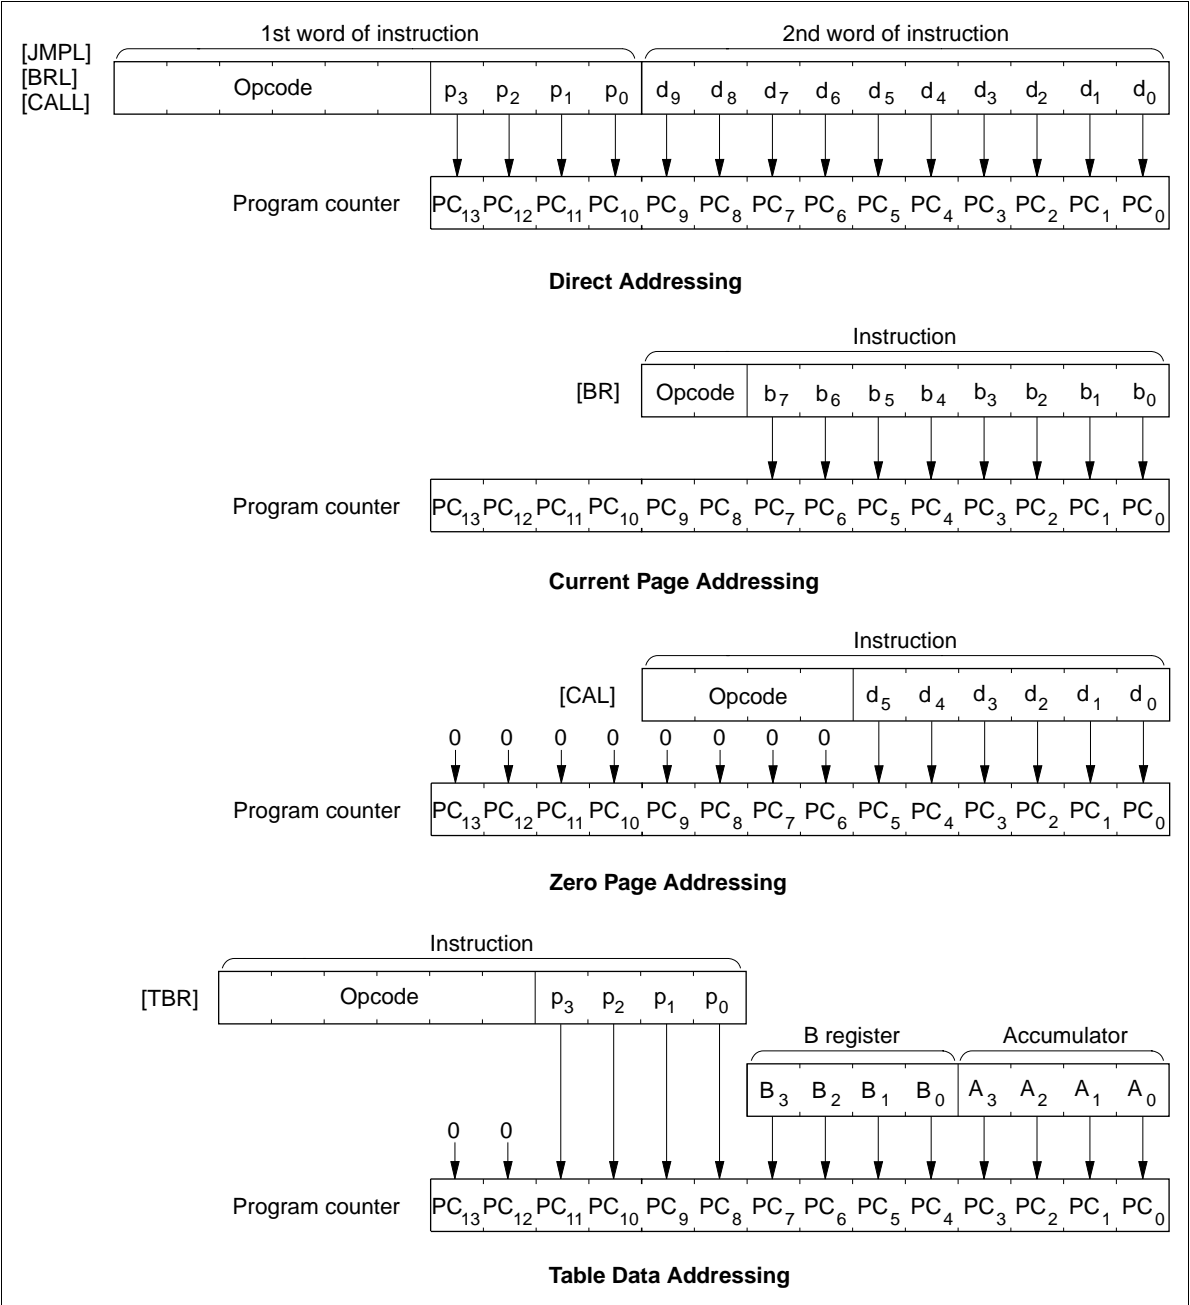 1st word of instruction 2nd word of instruction
[JMPL]
[BRL]
[CALL]
Opcode p3 p2 p1 p0 d9 d8 d7 d6 d5 d4 d3 d2 d1 d0
Program counter PC13 PC12 PC11 PC10 PC9 PC8 PC7 PC6 PC5 PC4 PC3 PC2 PC1 PC0
Direct Addressing
Instruction
[BR] Opcode b7 b6 b5 b4 b3 b2 b1 b0
Program counter PC13 PC12 PC11 PC10 PC9 PC8 PC7 PC6 PC5 PC4 PC3 PC2 PC1 PC0
Current Page Addressing
Instruction
[CAL] Opcode d5 d4 d3 d2 d1 d0
0 0 0 0 0 0 0 0
Program counter PC13 PC12 PC11 PC10 PC9 PC8 PC7 PC6 PC5 PC4 PC3 PC2 PC1 PC0
Zero Page Addressing
Instruction
[TBR] Opcode p3 p2 p1 p0
B register Accumulator
B3 B2 B1 B0 A3 A2 A1 A0
0 0
Program counter PC13 PC12 PC11 PC10 PC9 PC8 PC7 PC6 PC5 PC4 PC3 PC2 PC1 PC0
Table Data Addressing